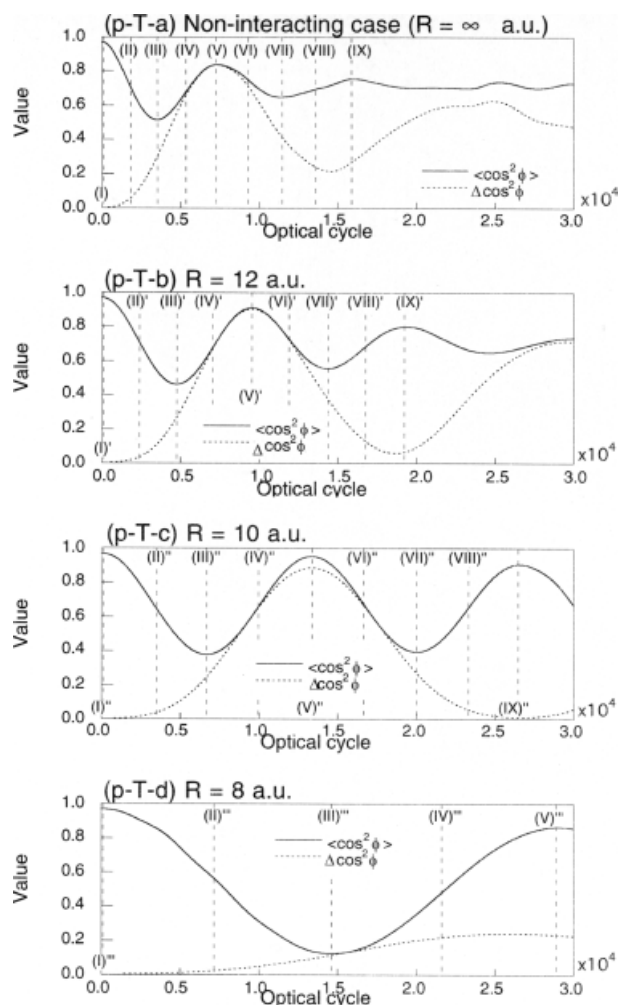 (p-T-a) Non-interacting case (R = ∞ a.u.)
1.0
(II) (III) (IV) (V) (VI) (VII) (VIII) (IX)
0.8
0.6
Value
0.4
0.2
<cos²ϕ>
Δcos²ϕ
(I)
0.0
x10⁴
0.0 0.5 1.0 1.5 2.0 2.5 3.0
Optical cycle
(p-T-b) R = 12 a.u.
1.0
(II)' (III)' (IV)' (VI)' (VII)' (VIII)' (IX)'
0.8
0.6
Value
0.4
(V)'
0.2
<cos²ϕ>
Δcos²ϕ
(I)'
0.0
x10⁴
0.0 0.5 1.0 1.5 2.0 2.5 3.0
Optical cycle
(p-T-c) R = 10 a.u.
1.0
(II)" (III)" (IV)" (VI)" (VII)" (VIII)"
0.8
0.6
Value
0.4
<cos²ϕ>
0.2
Δcos²ϕ
(I)" (V)" (IX)"
0.0
x10⁴
0.0 0.5 1.0 1.5 2.0 2.5 3.0
Optical cycle
(p-T-d) R = 8 a.u.
1.0
(II)''' (III)''' (IV)''' (V)'''
0.8
<cos²ϕ>
0.6
Δcos²ϕ
Value
0.4
0.2
(I)'''
0.0
x10⁴
0.0 0.5 1.0 1.5 2.0 2.5 3.0
Optical cycle